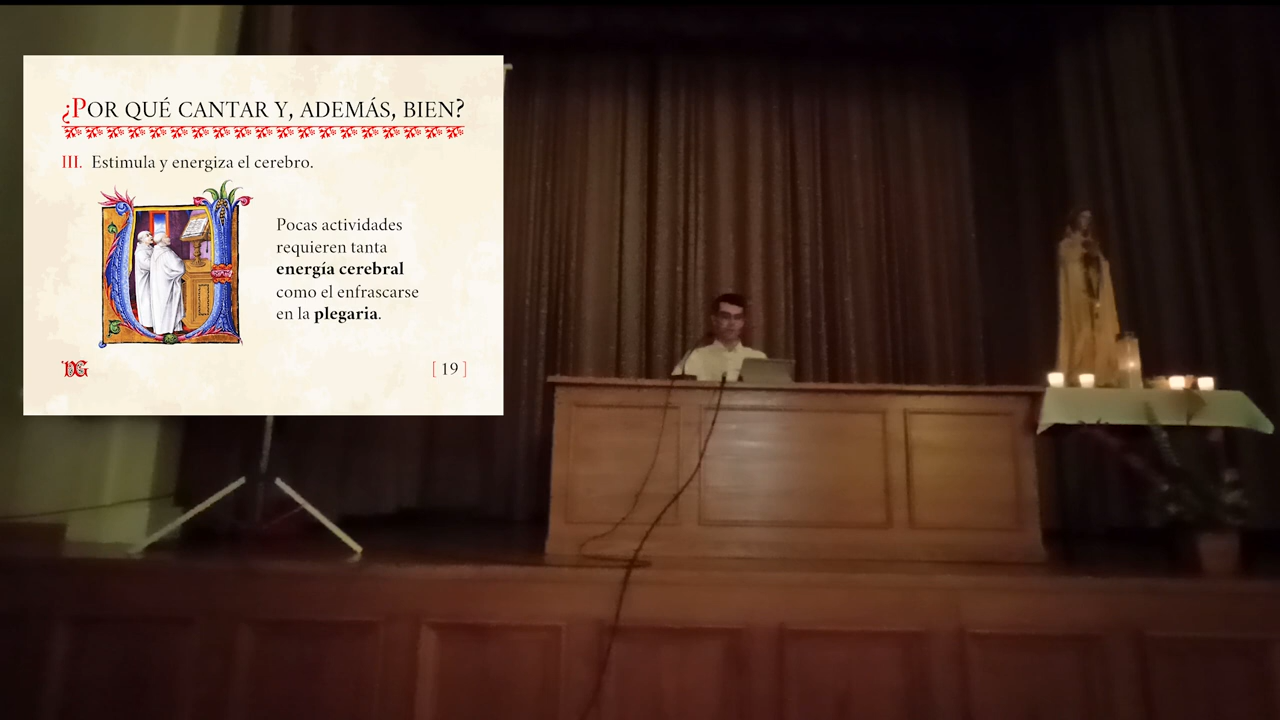 ¿POR QUÉ CANTAR Y, ADEMÁS, BIEN?
III. Estimula y energiza el cerebro.
Pocas actividades
requieren tanta
energía cerebral
como el enfrascarse
en la plegaria.
DG
[ 19 ]